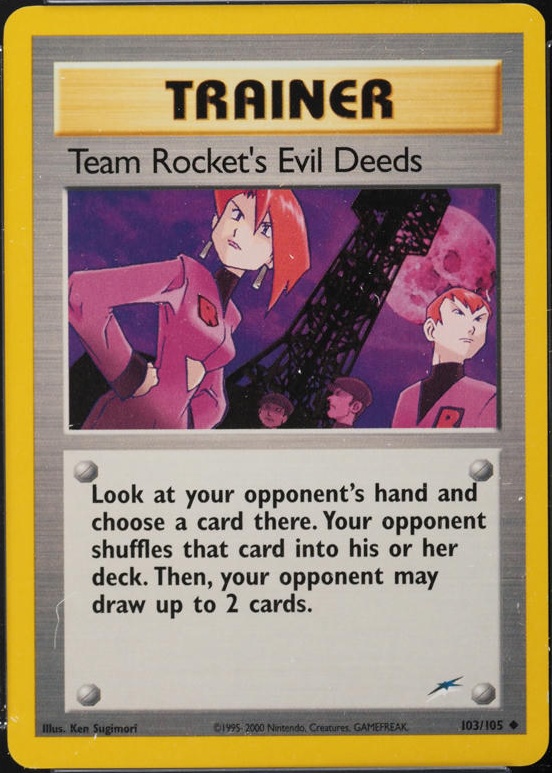 TRAINER
Team Rocket's Evil Deeds
R
R
Look at your opponent's hand and
choose a card there. Your opponent
shuffles that card into his or her
deck. Then, your opponent may
draw up to 2 cards.
Illus. Ken Sugimori ©1995-2000 Nintendo, Creatures, GAMEFREAK. 103/105 ◆